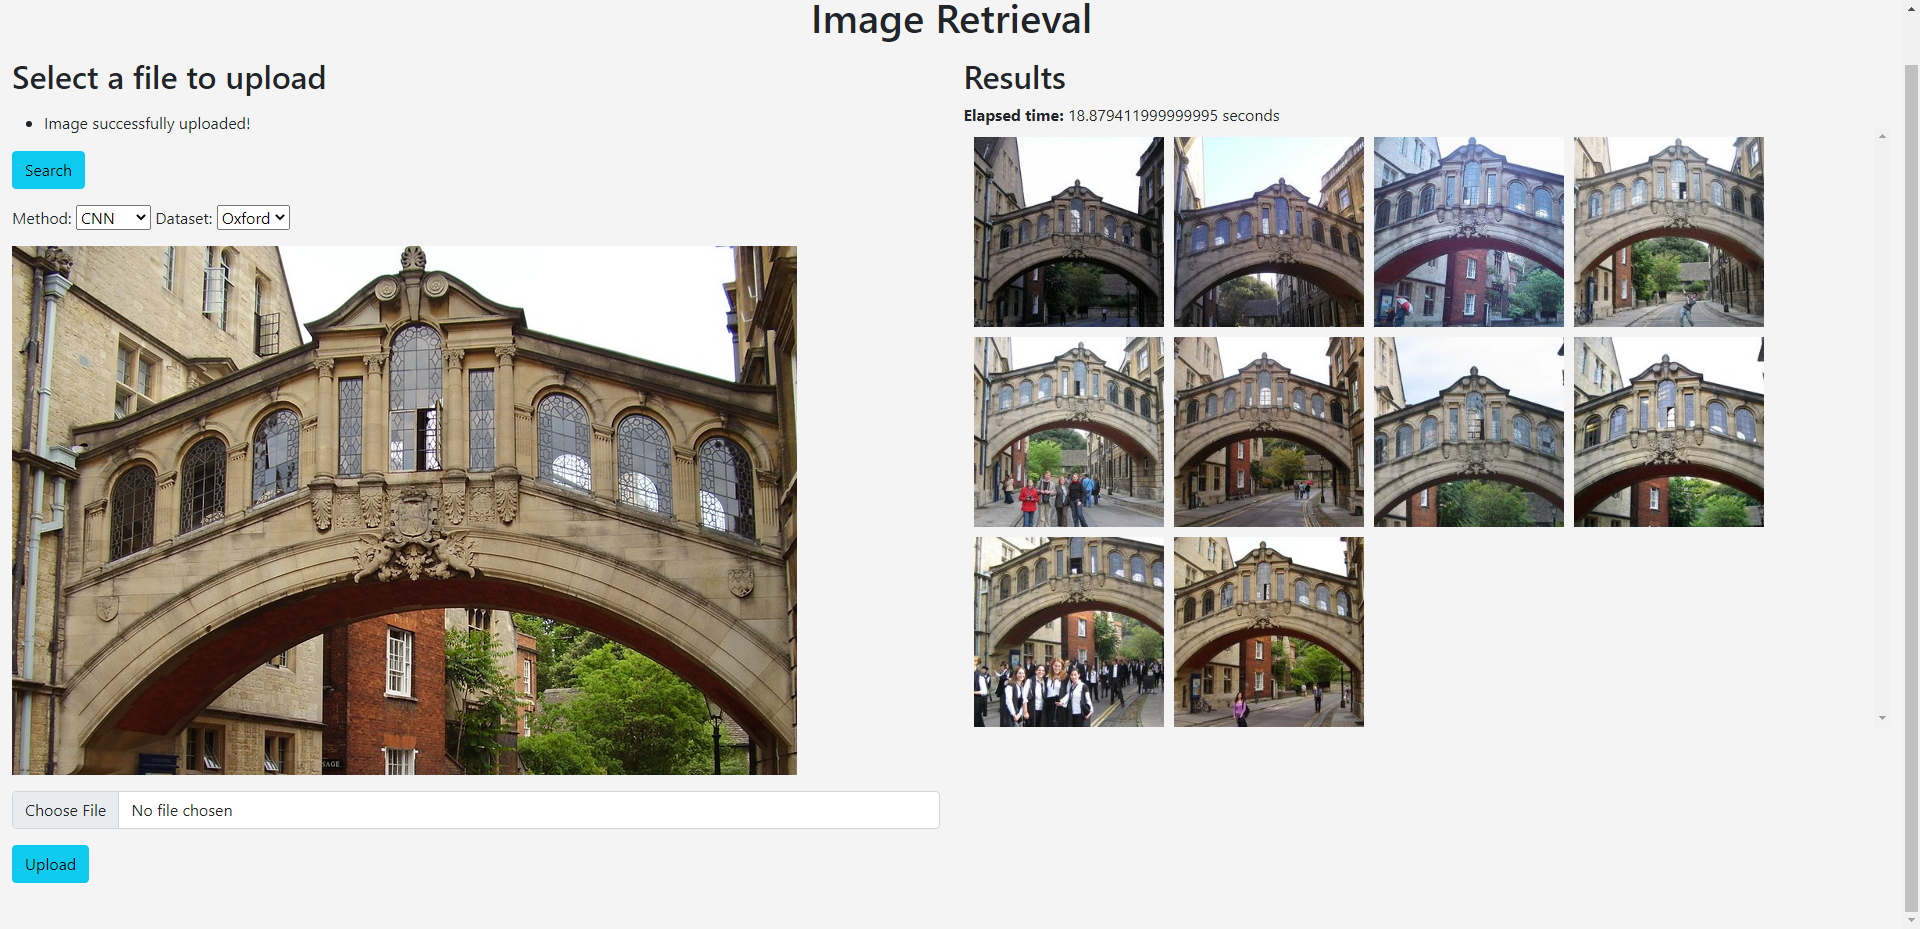 Image Retrieval
Select a file to upload
Image successfully uploaded!
Search
Method: CNN Dataset: Oxford
SAGE
Choose File No file chosen
Upload
Results
Elapsed time: 18.879411999999995 seconds